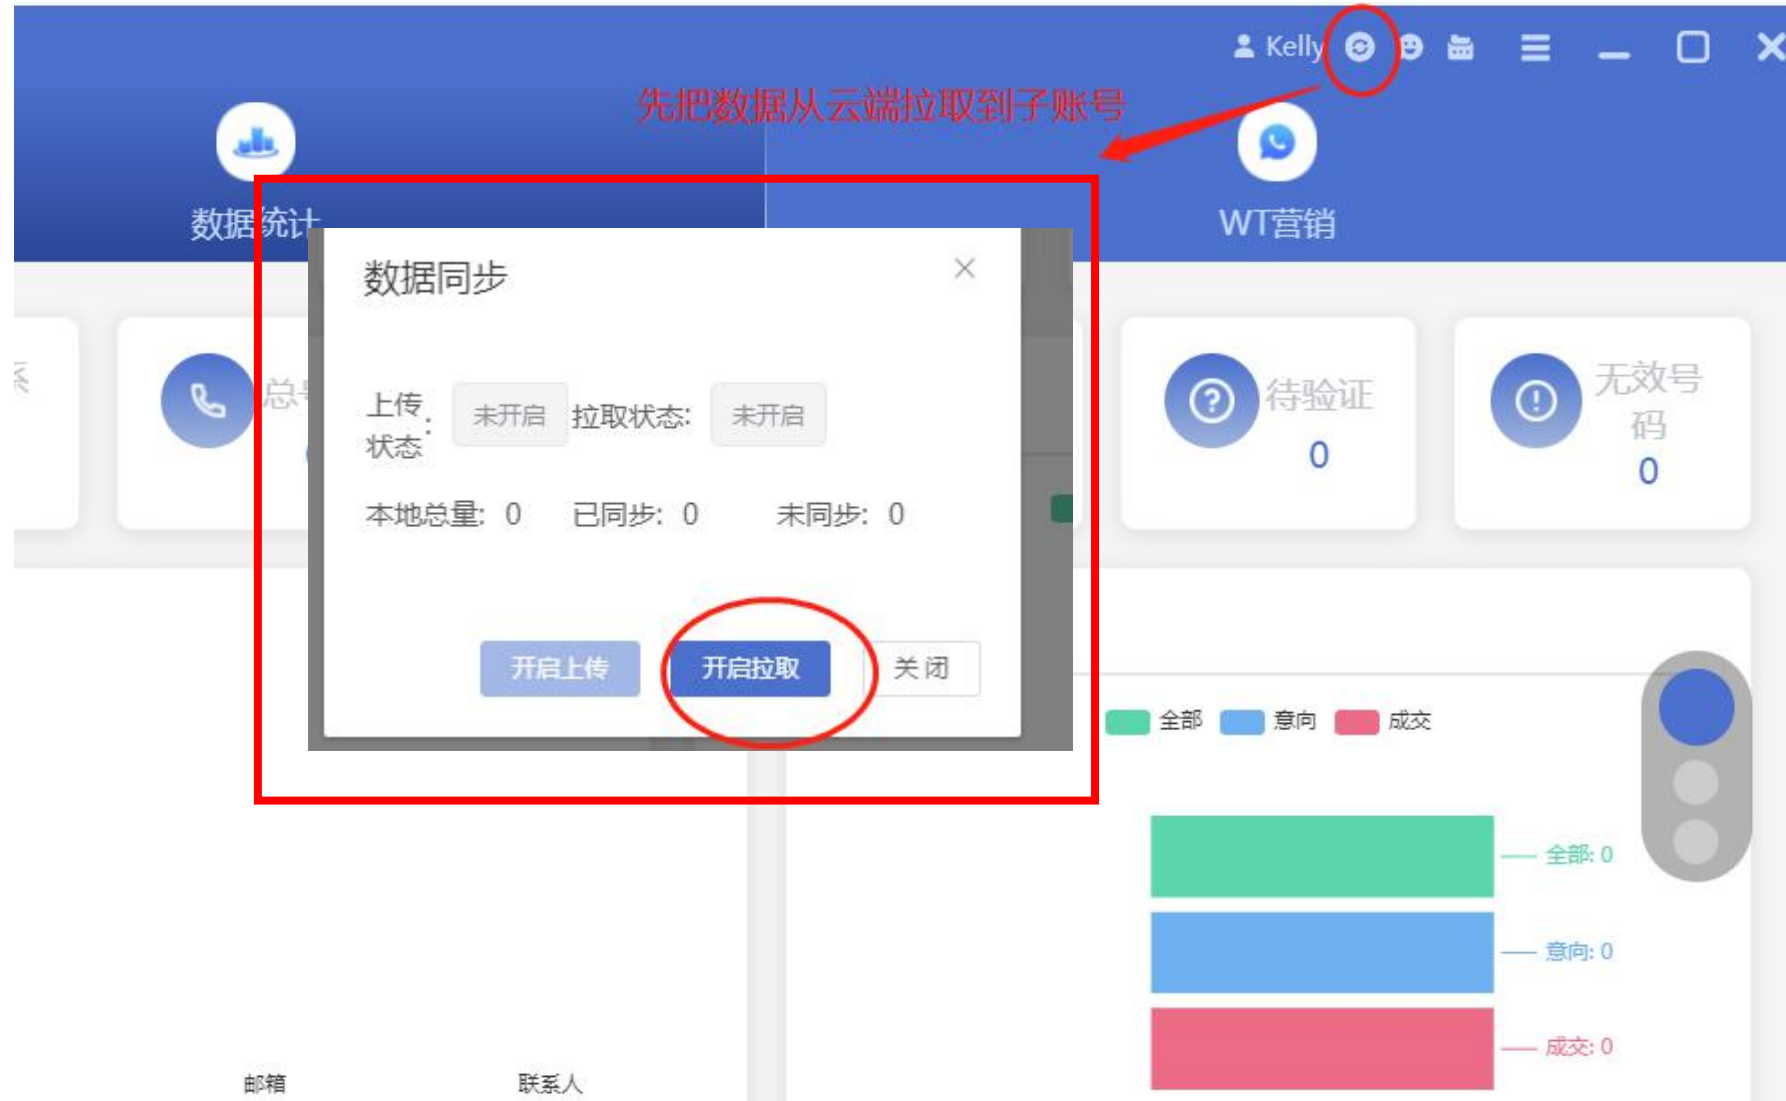 Kelly
先把数据从云端拉取到子账号
数据统计
WT营销
数据同步
上传状态:
未开启
拉取状态:
未开启
本地总量: 0
已同步: 0
未同步: 0
开启上传
开启拉取
关闭
待验证
0
无效号码
0
全部
意向
成交
全部: 0
意向: 0
成交: 0
邮箱
联系人